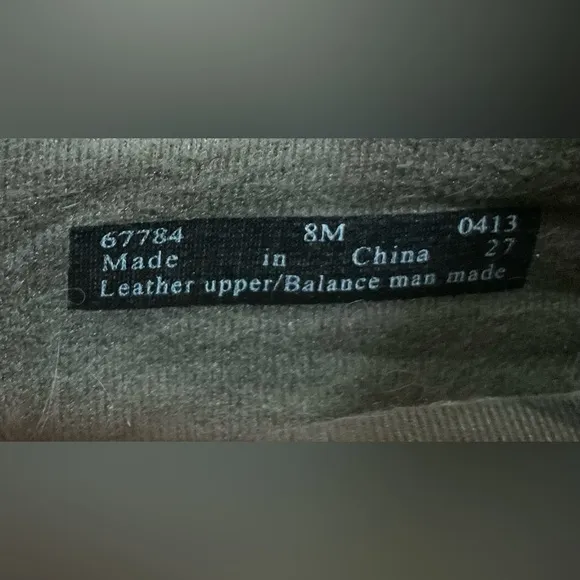 67784 8M 0413
Made in China 27
Leather upper/Balance man made